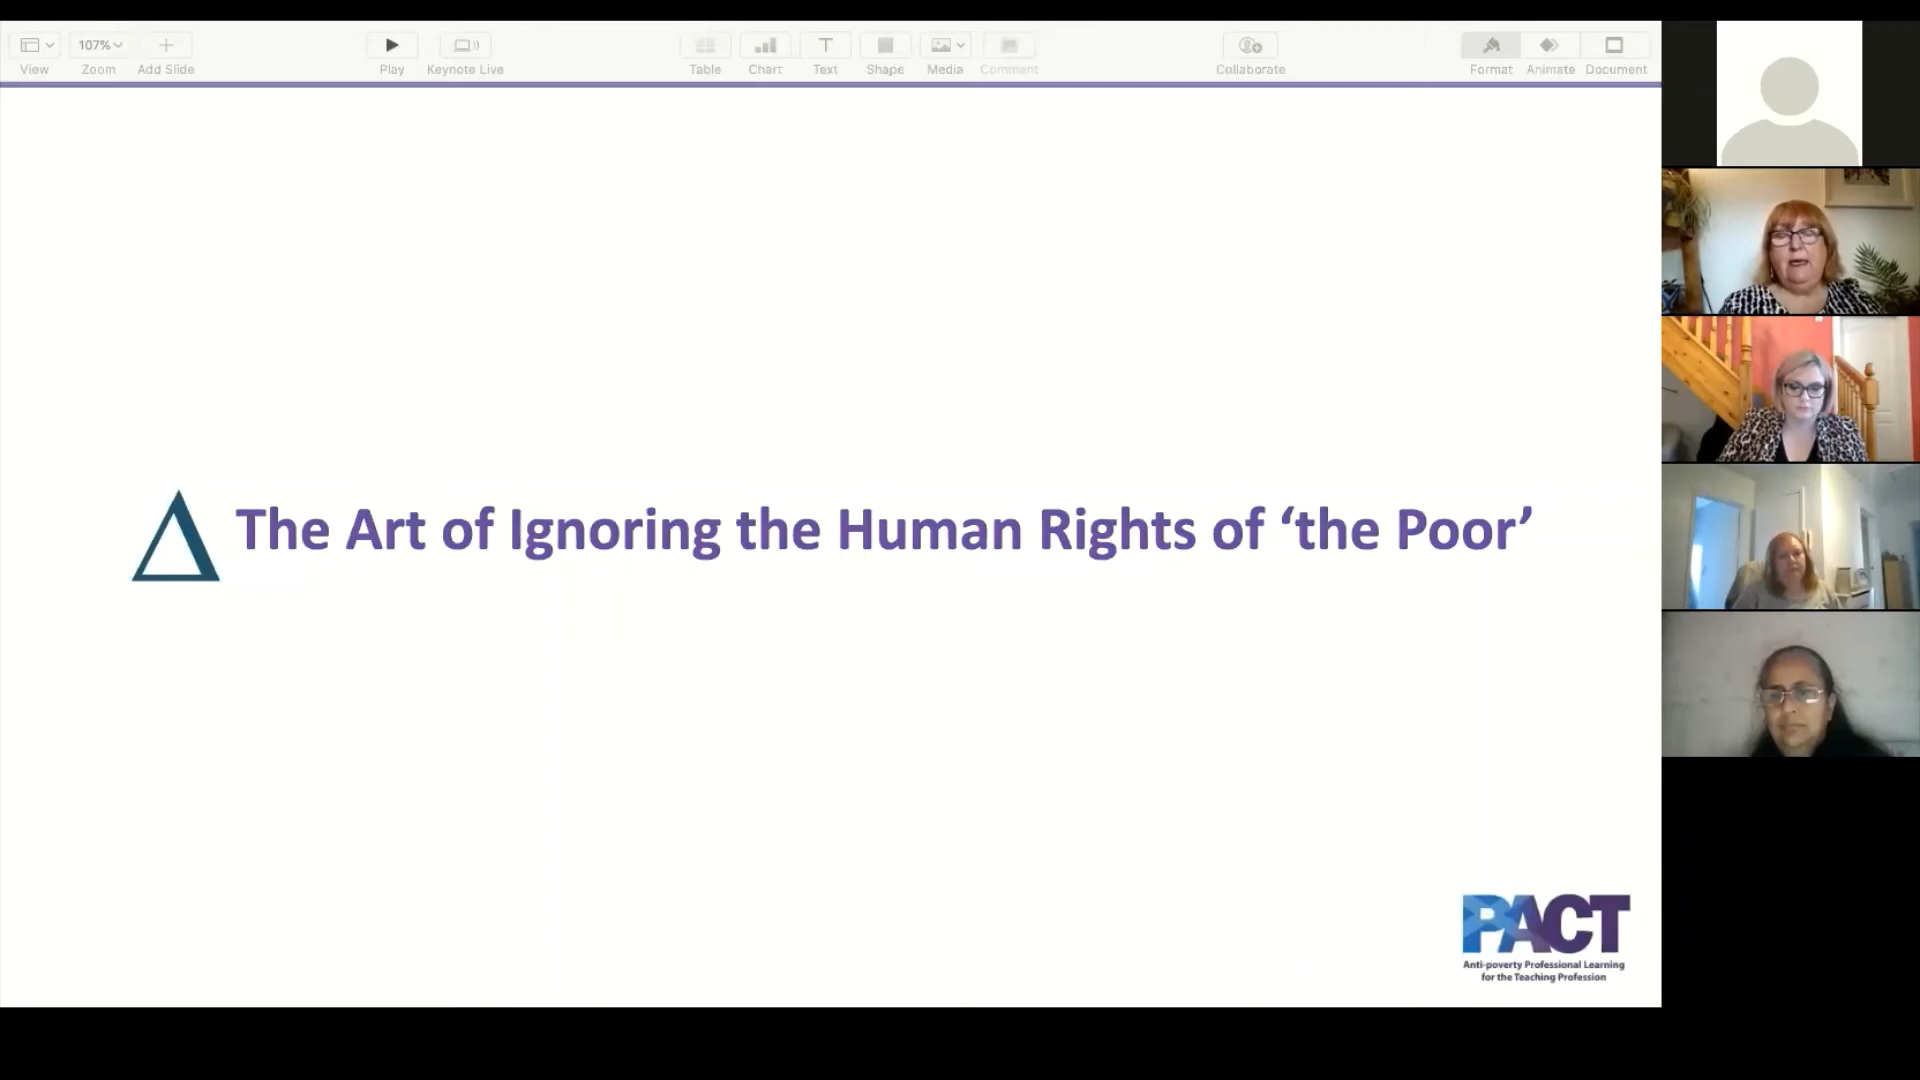 107%
View
Zoom
Add Slide
Play
Keynote Live
Table
Chart
Text
Shape
Media
Comment
Collaborate
Format
Animate
Document
The Art of Ignoring the Human Rights of ‘the Poor’
PACT
Anti-poverty Professional Learning
for the Teaching Profession